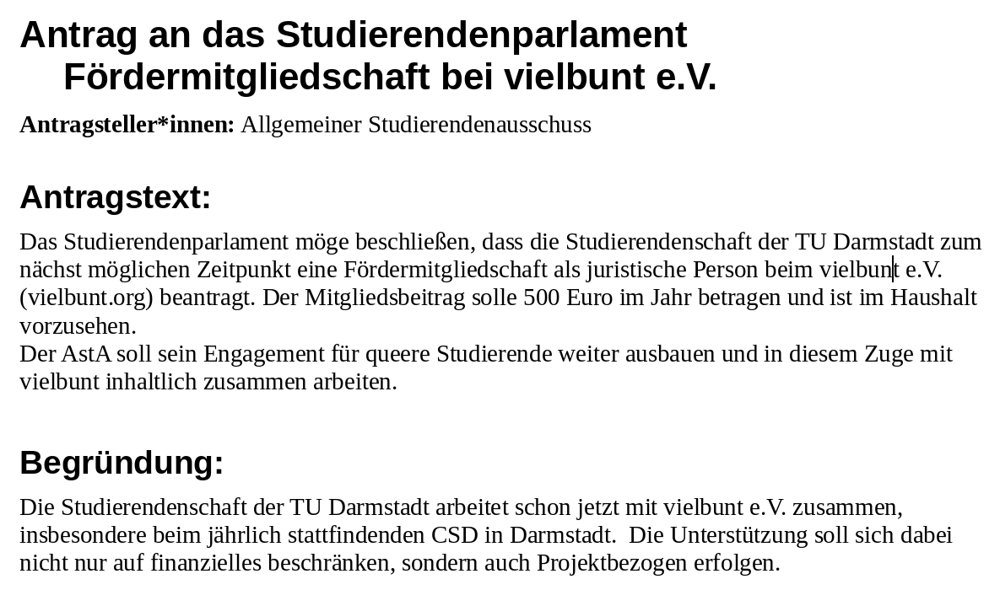 Antrag an das Studierendenparlament
Fördermitgliedschaft bei vielbunt e.V.
Antragsteller*innen: Allgemeiner Studierendenausschuss
Antragstext:
Das Studierendenparlament möge beschließen, dass die Studierendenschaft der TU Darmstadt zum
nächst möglichen Zeitpunkt eine Fördermitgliedschaft als juristische Person beim vielbunt e.V.
(vielbunt.org) beantragt. Der Mitgliedsbeitrag solle 500 Euro im Jahr betragen und ist im Haushalt
vorzusehen.
Der AstA soll sein Engagement für queere Studierende weiter ausbauen und in diesem Zuge mit
vielbunt inhaltlich zusammen arbeiten.
Begründung:
Die Studierendenschaft der TU Darmstadt arbeitet schon jetzt mit vielbunt e.V. zusammen,
insbesondere beim jährlich stattfindenden CSD in Darmstadt.  Die Unterstützung soll sich dabei
nicht nur auf finanzielles beschränken, sondern auch Projektbezogen erfolgen.